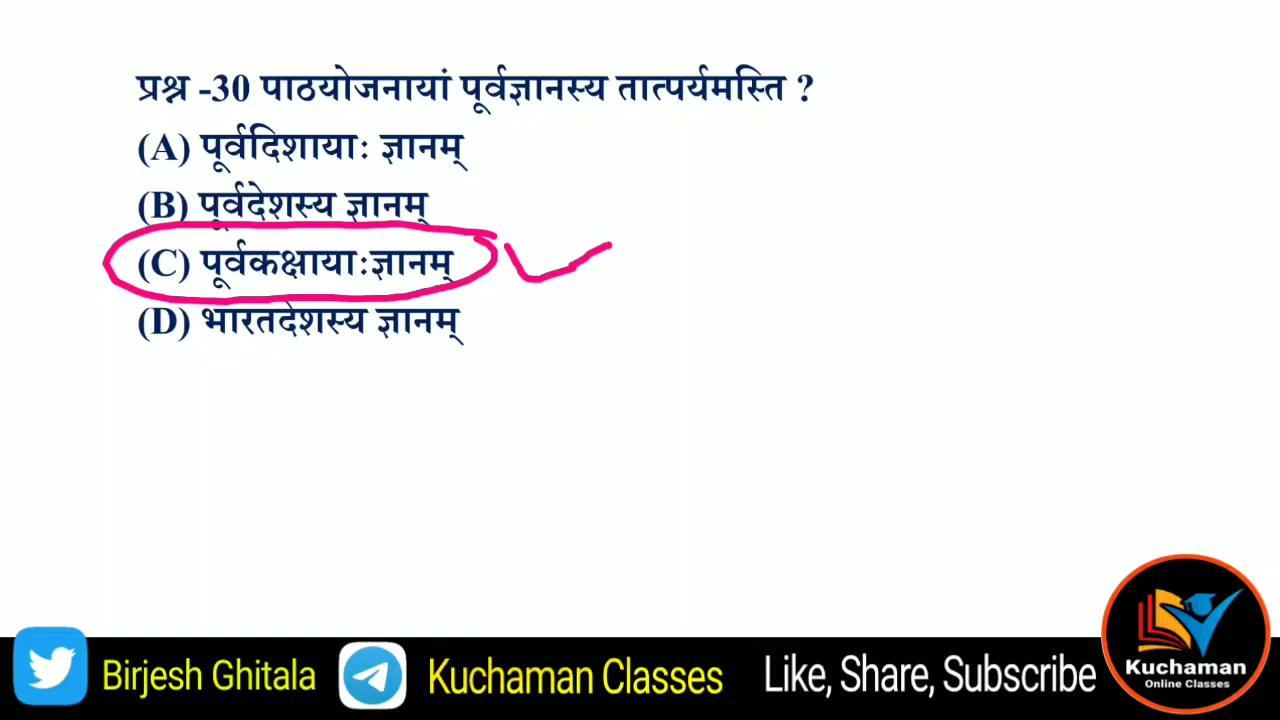 प्रश्न -30 पाठयोजनायां पूर्वज्ञानस्य तात्पर्यमस्ति ?
(A) पूर्वदिशायाः ज्ञानम्
(B) पूर्वदेशस्य ज्ञानम्
(C) पूर्वकक्षायाःज्ञानम्
(D) भारतदेशस्य ज्ञानम्
Kuchaman
Online Classes
Birjesh Ghitala
Kuchaman Classes
Like, Share, Subscribe